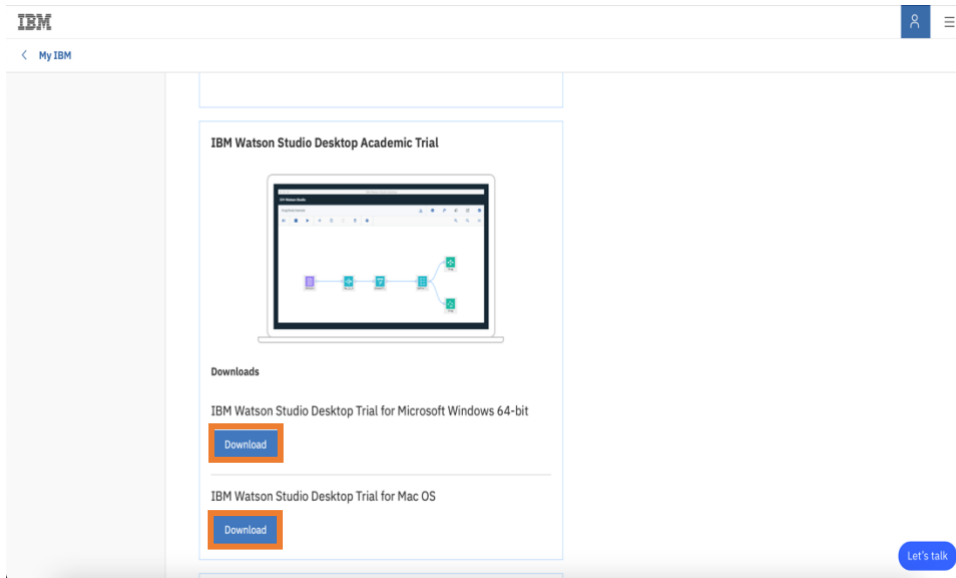 IBM
My IBM
IBM Watson Studio Desktop Academic Trial
Downloads
IBM Watson Studio Desktop Trial for Microsoft Windows 64-bit
Download
IBM Watson Studio Desktop Trial for Mac OS
Download
Let's talk